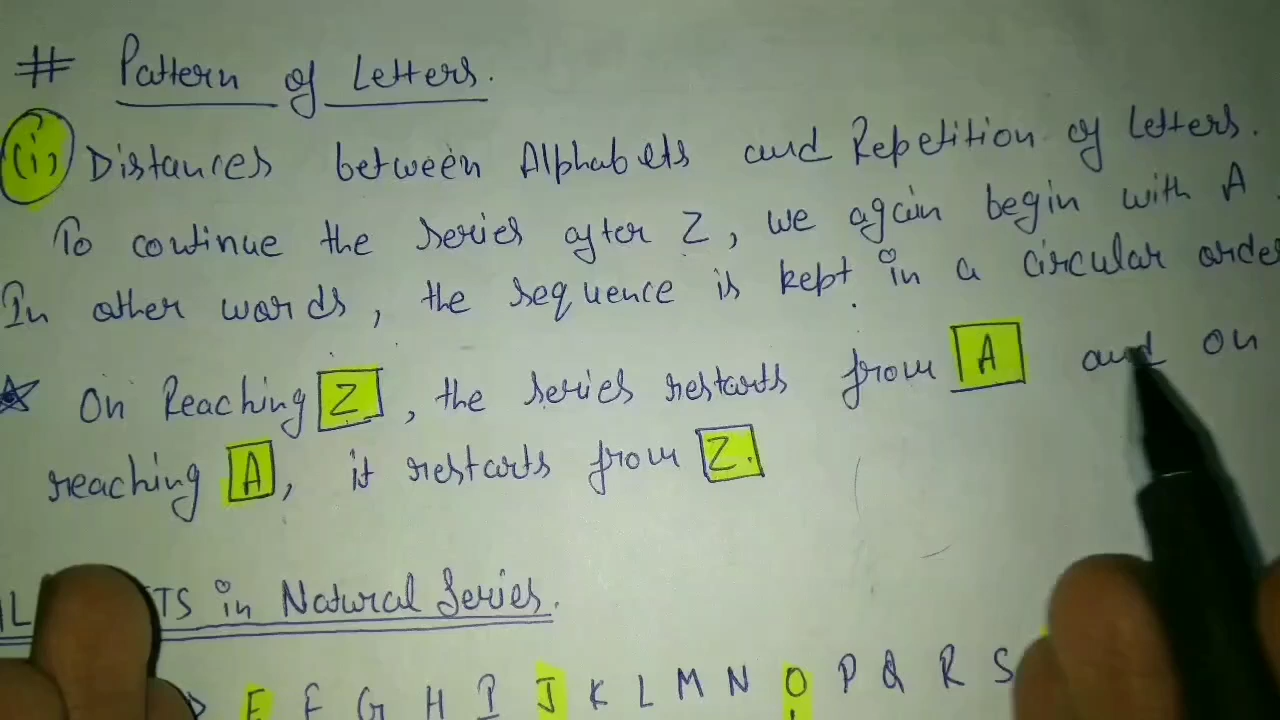 # Pattern of Letters.
(i) Distances between Alphabets and Repetition of Letters.
To continue the series after Z, we again begin with A.
In other words, the sequence is kept in a circular order
☆ On Reaching Z, the series restarts from A and on
reaching A, it restarts from Z.
in Natural Series.
E F G H I J K L M N O P Q R S